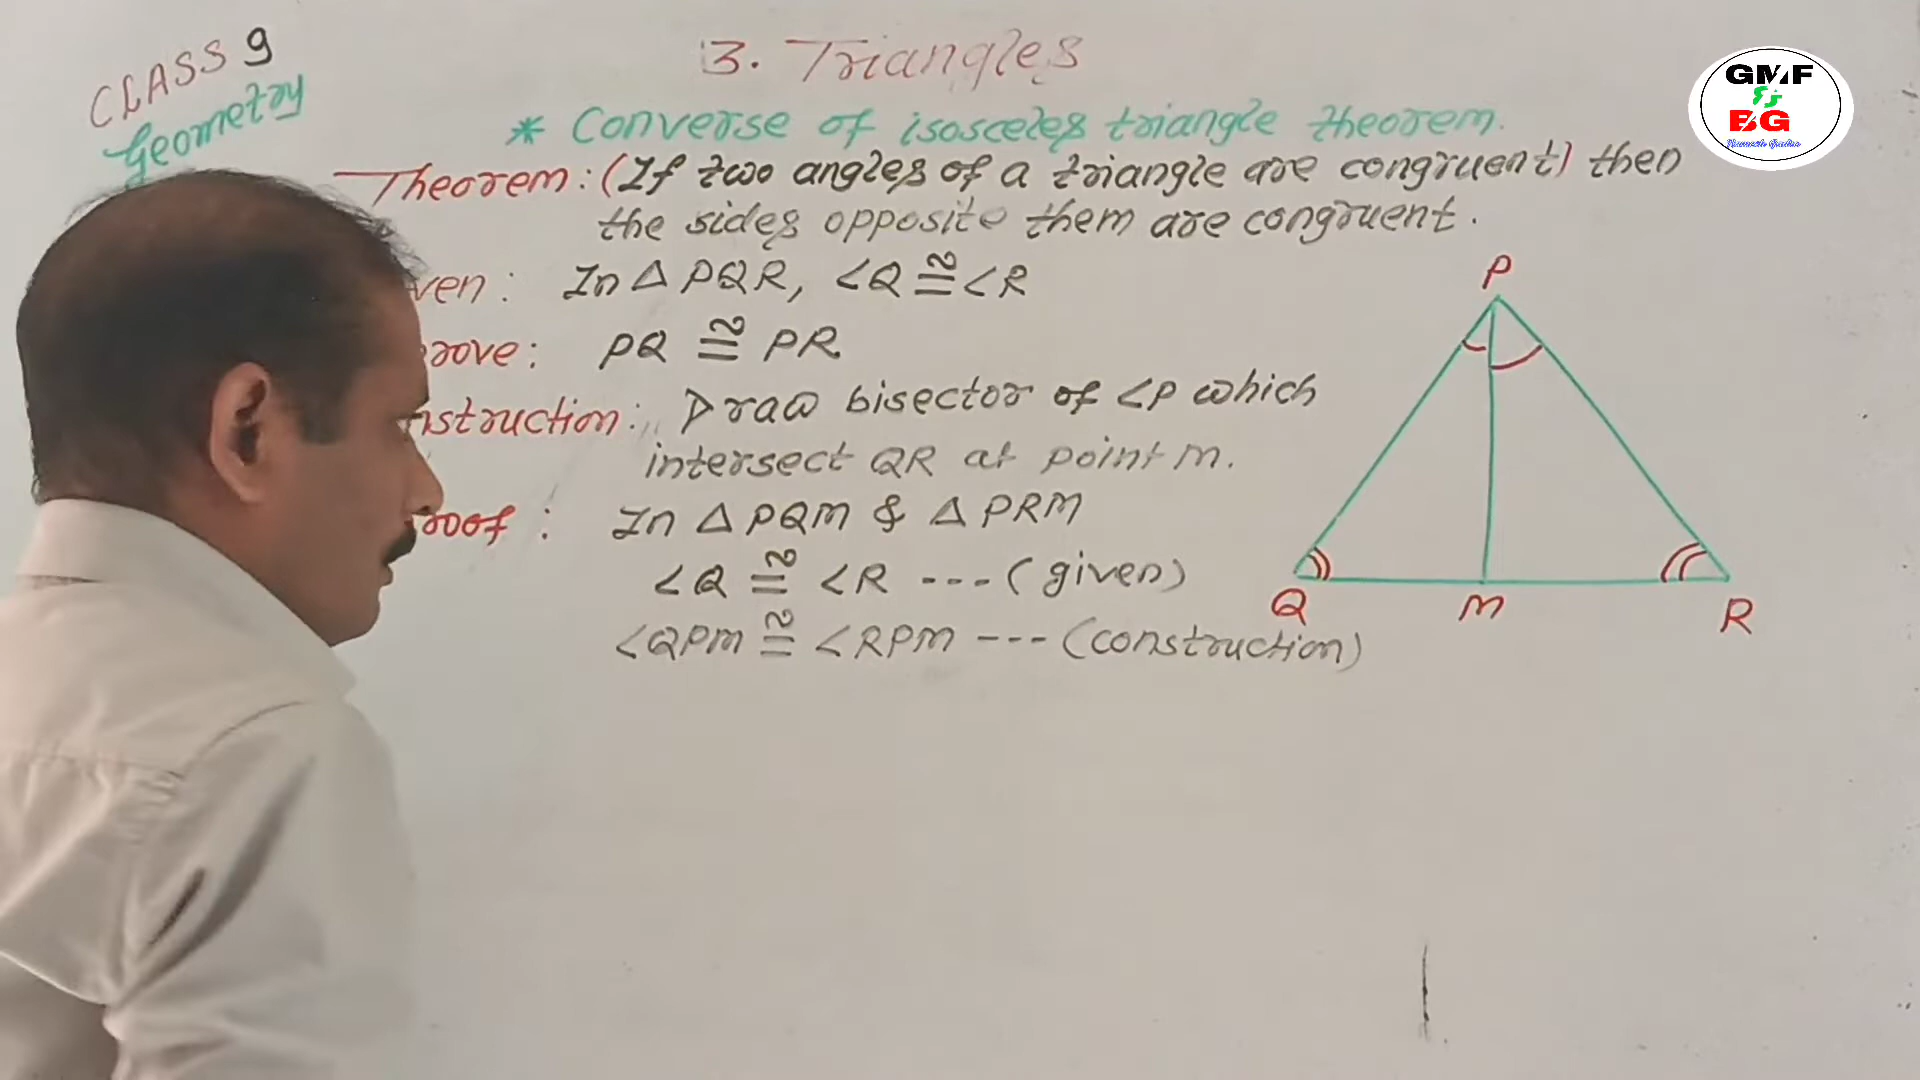 CLASS 9
Geometry
3. Triangles
* Converse of isosceles triangle theorem.
Theorem: (If two angles of a triangle are congruent) then
the sides opposite them are congruent.
ven: In △ PQR, ∠Q ≅ ∠R
rove: PQ ≅ PR
nstruction: Draw bisector of ∠P which
intersect QR at point M.
roof: In △ PQM & △ PRM
∠Q ≅ ∠R --- (given)
∠QPM ≅ ∠RPM --- (construction)
P
Q M R
GMF
BG